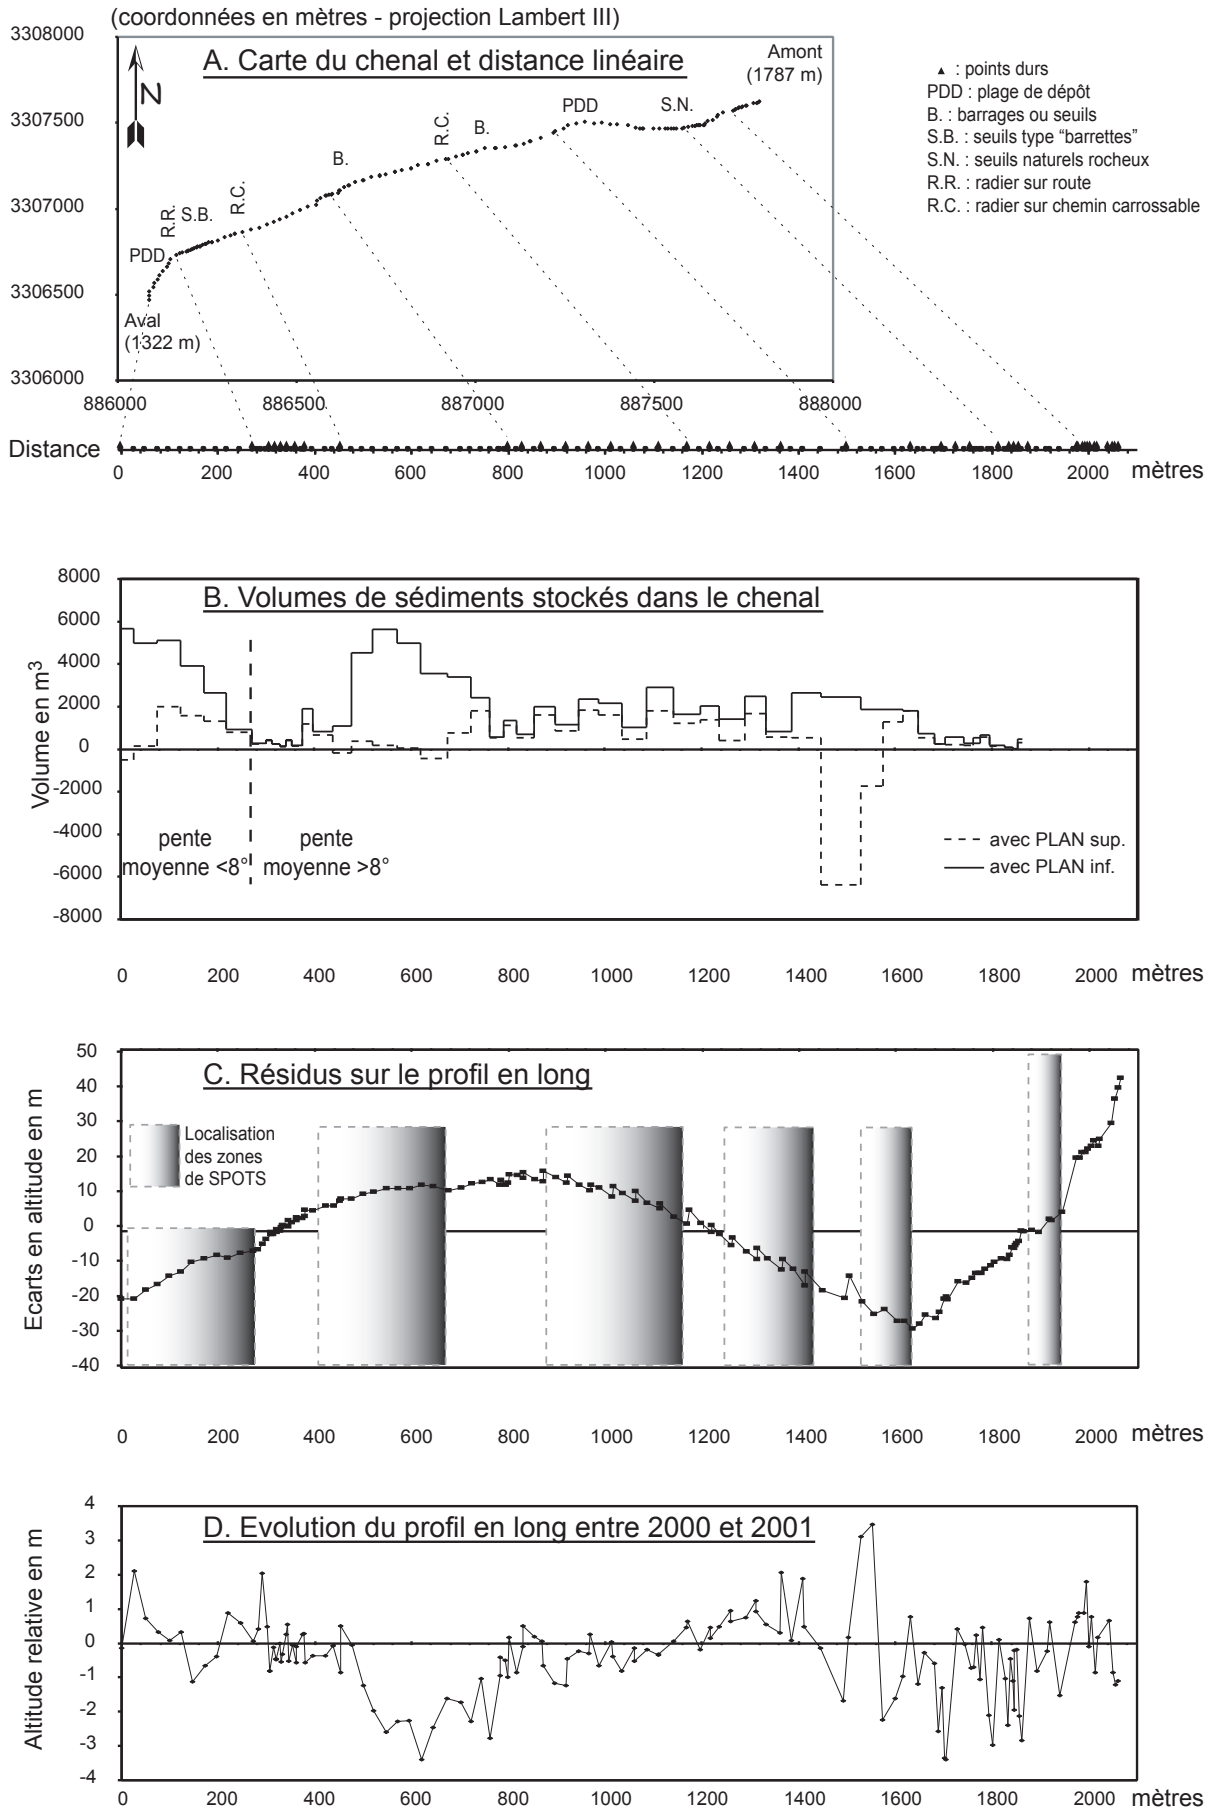 (coordonnées en mètres - projection Lambert III)
3308000
3307500
3307000
3306500
3306000
A. Carte du chenal et distance linéaire
N
Amont
(1787 m)
PDD
S.N.
R.C.
B.
B.
R.C.
S.B.
R.R.
PDD
Aval
(1322 m)
: points durs
PDD : plage de dépôt
B. : barrages ou seuils
S.B. : seuils type “barrettes”
S.N. : seuils naturels rocheux
R.R. : radier sur route
R.C. : radier sur chemin carrossable
886000 886500 887000 887500 888000
Distance
0 200 400 600 800 1000 1200 1400 1600 1800 2000 mètres
B. Volumes de sédiments stockés dans le chenal
Volume en m³
8000
6000
4000
2000
0
-2000
-4000
-6000
-8000
pente
moyenne <8°
pente
moyenne >8°
avec PLAN sup.
avec PLAN inf.
0 200 400 600 800 1000 1200 1400 1600 1800 2000 mètres
C. Résidus sur le profil en long
Ecarts en altitude en m
50
40
30
20
10
0
-10
-20
-30
-40
Localisation
des zones
de SPOTS
0 200 400 600 800 1000 1200 1400 1600 1800 2000 mètres
D. Evolution du profil en long entre 2000 et 2001
Altitude relative en m
4
3
2
1
0
-1
-2
-3
-4
0 200 400 600 800 1000 1200 1400 1600 1800 2000 mètres